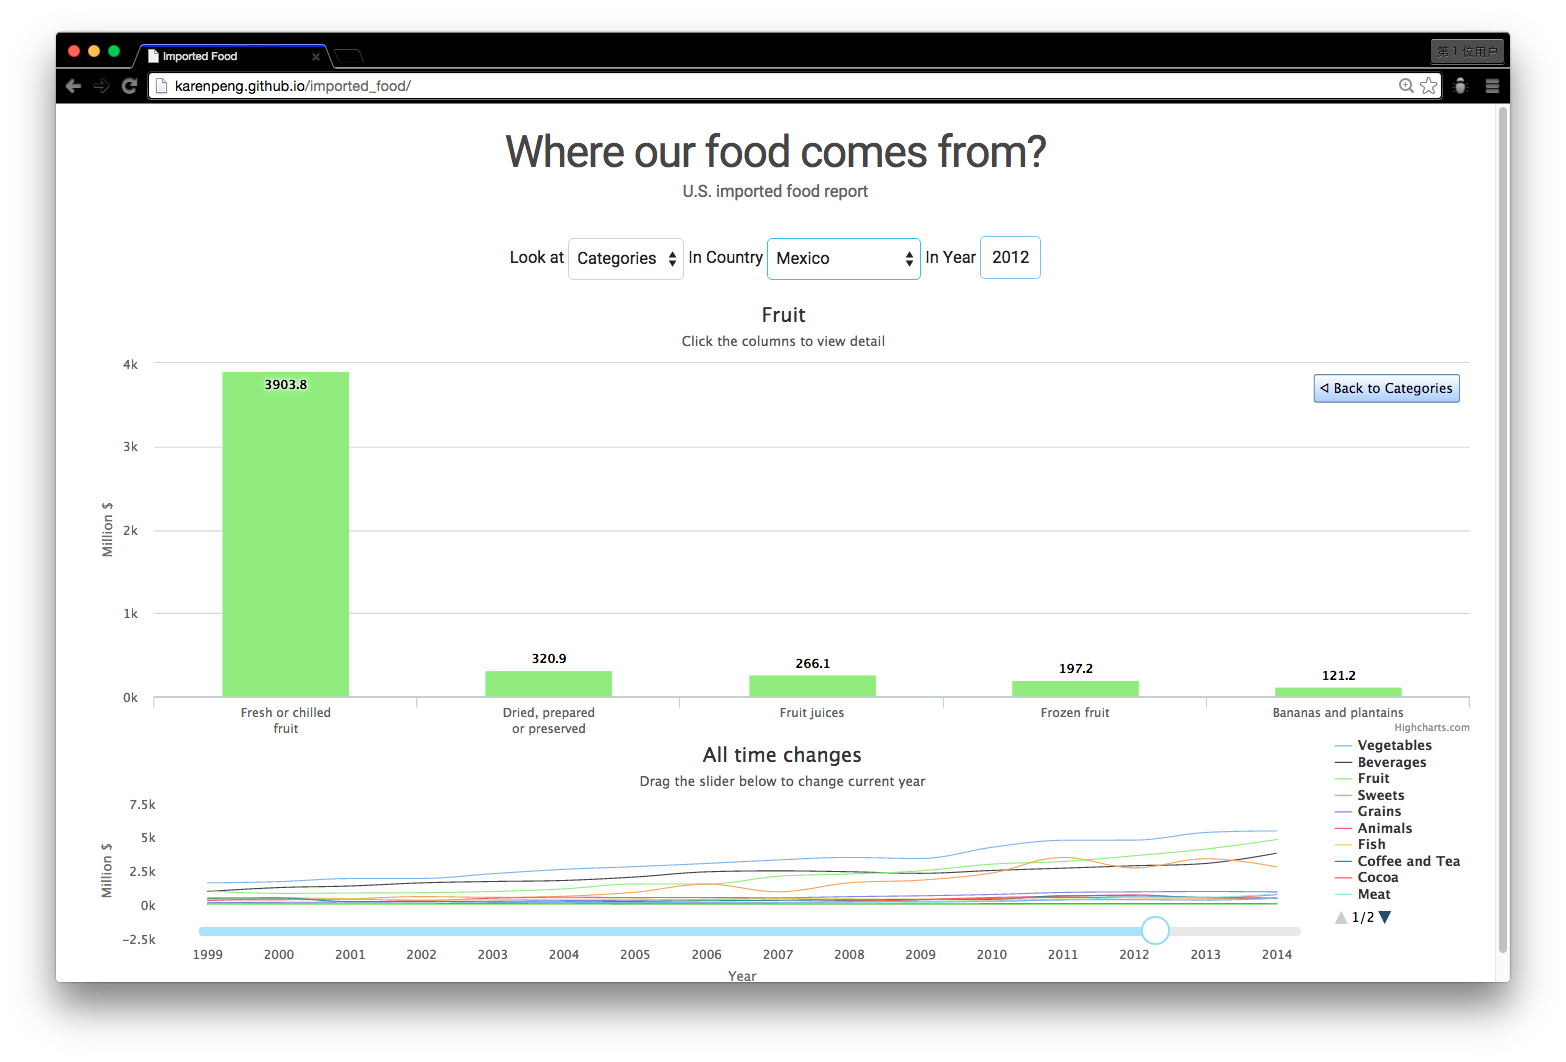 Imported Food
第 1 位用户
karenpeng.github.io/imported_food/
Where our food comes from?
U.S. imported food report
Look at Categories In Country Mexico In Year 2012
Fruit
Click the columns to view detail
Back to Categories
Million $
4k
3k
2k
1k
0k
3903.8
320.9
266.1
197.2
121.2
Fresh or chilled
fruit
Dried, prepared
or preserved
Fruit juices
Frozen fruit
Bananas and plantains
Highcharts.com
All time changes
Drag the slider below to change current year
Million $
7.5k
5k
2.5k
0k
−2.5k
1999 2000 2001 2002 2003 2004 2005 2006 2007 2008 2009 2010 2011 2012 2013 2014
Year
Vegetables
Beverages
Fruit
Sweets
Grains
Animals
Fish
Coffee and Tea
Cocoa
Meat
1/2